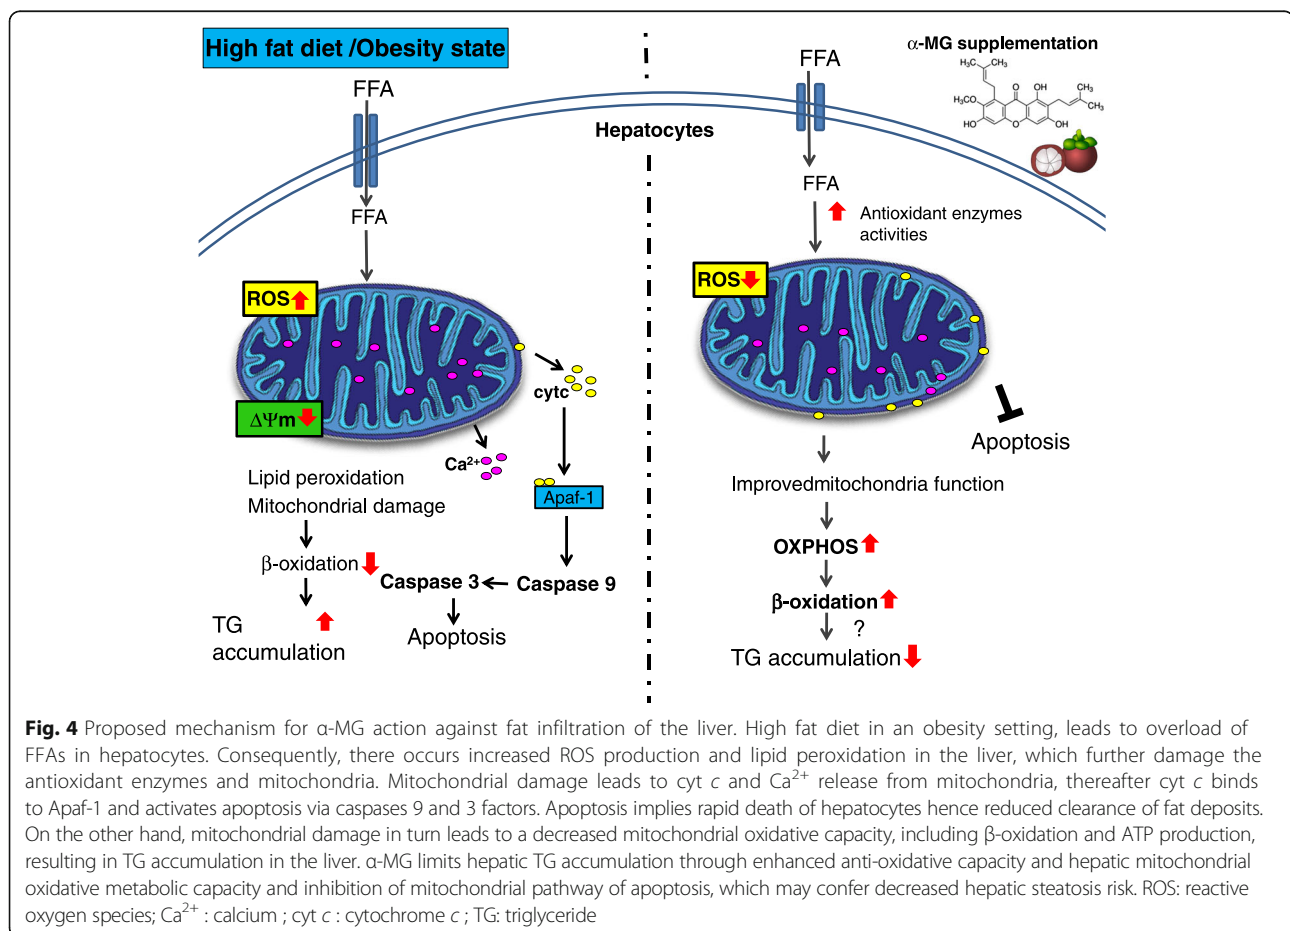 High fat diet /Obesity state
FFA
FFA
ROS
ΔΨm
cytc
Ca²⁺
Apaf-1
Lipid peroxidation
Mitochondrial damage
β-oxidation
TG
accumulation
Caspase 3
Caspase 9
Apoptosis
Hepatocytes
α-MG supplementation
CH₃
H₃C
O
OH
CH₃
H₃CO
CH₃
HO
O
OH
FFA
FFA
Antioxidant enzymes
activities
ROS
Apoptosis
Improvedmitochondria function
OXPHOS
β-oxidation
?
TG accumulation
Fig. 4 Proposed mechanism for α-MG action against fat infiltration of the liver. High fat diet in an obesity setting, leads to overload of
FFAs in hepatocytes. Consequently, there occurs increased ROS production and lipid peroxidation in the liver, which further damage the
antioxidant enzymes and mitochondria. Mitochondrial damage leads to cyt c and Ca²⁺ release from mitochondria, thereafter cyt c binds
to Apaf-1 and activates apoptosis via caspases 9 and 3 factors. Apoptosis implies rapid death of hepatocytes hence reduced clearance of fat deposits.
On the other hand, mitochondrial damage in turn leads to a decreased mitochondrial oxidative capacity, including β-oxidation and ATP production,
resulting in TG accumulation in the liver. α-MG limits hepatic TG accumulation through enhanced anti-oxidative capacity and hepatic mitochondrial
oxidative metabolic capacity and inhibition of mitochondrial pathway of apoptosis, which may confer decreased hepatic steatosis risk. ROS: reactive
oxygen species; Ca²⁺ : calcium ; cyt c : cytochrome c ; TG: triglyceride